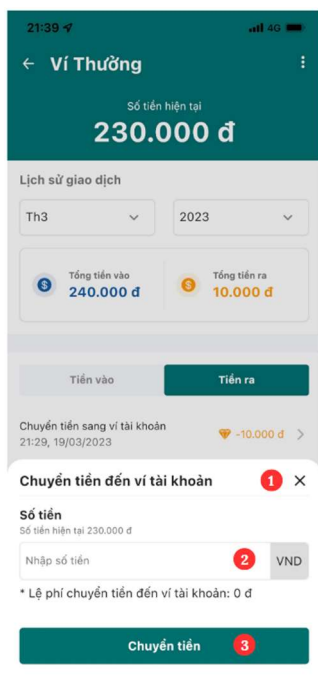 21:39 4G
Ví Thưởng
Số tiền hiện tại
230.000 đ
Lịch sử giao dịch
Th3 2023
Tổng tiền vào
240.000 đ
Tổng tiền ra
10.000 đ
Tiền vào Tiền ra
Chuyển tiền sang ví tài khoản
21:29, 19/03/2023
-10.000 đ
Chuyển tiền đến ví tài khoản 1
Số tiền
Số tiền hiện tại 230.000 đ
Nhập số tiền 2 VND
* Lệ phí chuyển tiền đến ví tài khoản: 0 đ
Chuyển tiền 3